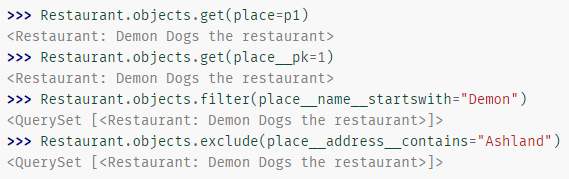 >>> Restaurant.objects.get(place=p1)
<Restaurant: Demon Dogs the restaurant>
>>> Restaurant.objects.get(place__pk=1)
<Restaurant: Demon Dogs the restaurant>
>>> Restaurant.objects.filter(place__name__startswith="Demon")
<QuerySet [<Restaurant: Demon Dogs the restaurant>]>
>>> Restaurant.objects.exclude(place__address__contains="Ashland")
<QuerySet [<Restaurant: Demon Dogs the restaurant>]>